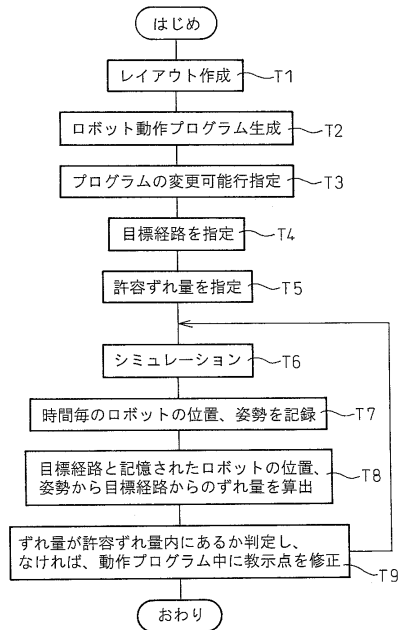 はじめ
レイアウト作成
T1
ロボット動作プログラム生成
T2
プログラムの変更可能行指定
T3
目標経路を指定
T4
許容ずれ量を指定
T5
シミュレーション
T6
時間毎のロボットの位置、姿勢を記録
T7
目標経路と記憶されたロボットの位置、
姿勢から目標経路からのずれ量を算出
T8
ずれ量が許容ずれ量内にあるか判定し、
なければ、動作プログラム中に教示点を修正
T9
おわり